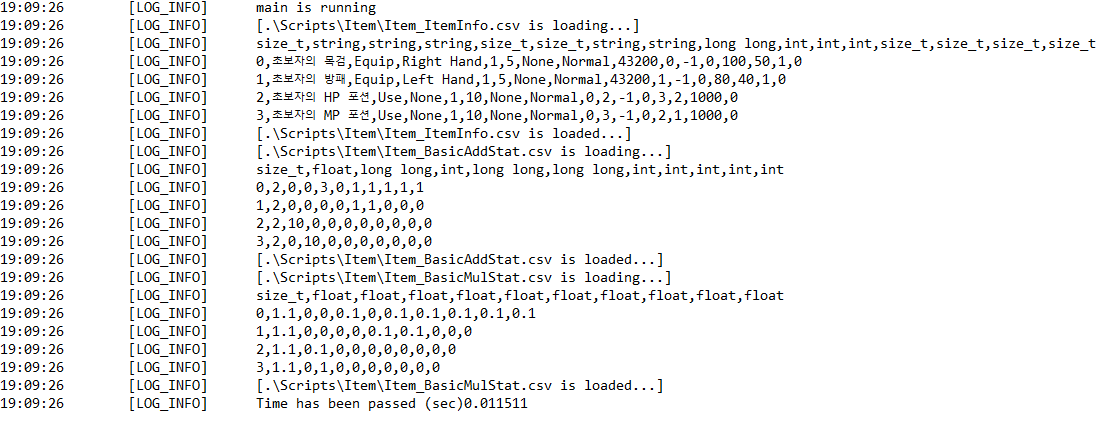 19:09:26 [LOG_INFO] main is running
19:09:26 [LOG_INFO] [.\Scripts\Item\Item_ItemInfo.csv is loading...]
19:09:26 [LOG_INFO] size_t,string,string,string,size_t,size_t,string,string,long long,int,int,int,size_t,size_t,size_t,size_t
19:09:26 [LOG_INFO] 0,초보자의 목검,Equip,Right Hand,1,5,None,Normal,43200,0,-1,0,100,50,1,0
19:09:26 [LOG_INFO] 1,초보자의 방패,Equip,Left Hand,1,5,None,Normal,43200,1,-1,0,80,40,1,0
19:09:26 [LOG_INFO] 2,초보자의 HP 포션,Use,None,1,10,None,Normal,0,2,-1,0,3,2,1000,0
19:09:26 [LOG_INFO] 3,초보자의 MP 포션,Use,None,1,10,None,Normal,0,3,-1,0,2,1,1000,0
19:09:26 [LOG_INFO] [.\Scripts\Item\Item_ItemInfo.csv is loaded...]
19:09:26 [LOG_INFO] [.\Scripts\Item\Item_BasicAddStat.csv is loading...]
19:09:26 [LOG_INFO] size_t,float,long long,int,long long,long long,int,int,int,int,int
19:09:26 [LOG_INFO] 0,2,0,0,3,0,1,1,1,1,1
19:09:26 [LOG_INFO] 1,2,0,0,0,0,1,1,0,0,0
19:09:26 [LOG_INFO] 2,2,10,0,0,0,0,0,0,0,0
19:09:26 [LOG_INFO] 3,2,0,10,0,0,0,0,0,0,0
19:09:26 [LOG_INFO] [.\Scripts\Item\Item_BasicAddStat.csv is loaded...]
19:09:26 [LOG_INFO] [.\Scripts\Item\Item_BasicMulStat.csv is loading...]
19:09:26 [LOG_INFO] size_t,float,float,float,float,float,float,float,float,float,float
19:09:26 [LOG_INFO] 0,1.1,0,0,0.1,0,0.1,0.1,0.1,0.1,0.1
19:09:26 [LOG_INFO] 1,1.1,0,0,0,0,0.1,0.1,0,0,0
19:09:26 [LOG_INFO] 2,1.1,0.1,0,0,0,0,0,0,0,0
19:09:26 [LOG_INFO] 3,1.1,0,1,0,0,0,0,0,0,0
19:09:26 [LOG_INFO] [.\Scripts\Item\Item_BasicMulStat.csv is loaded...]
19:09:26 [LOG_INFO] Time has been passed (sec)0.011511